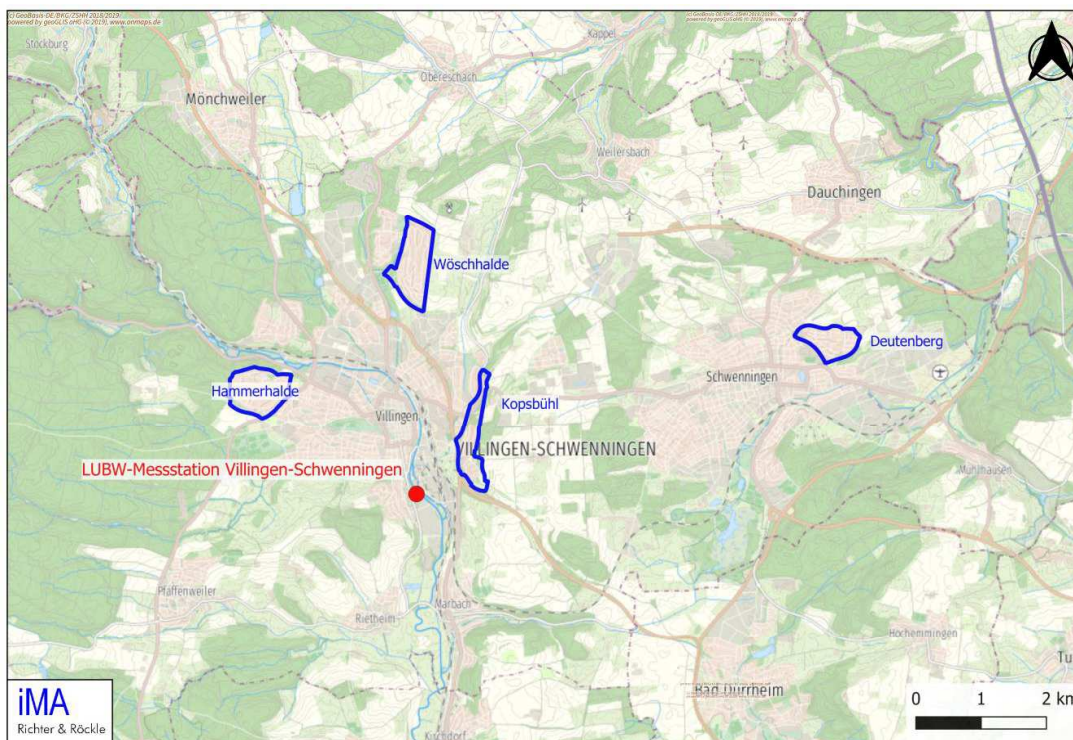 (c) GeoBasis-DE/BKG/ZSHH 2018/2019
powered by geoGLIS oHG (© 2019), www.onmaps.de
Stockburg
Mönchweiler
Obereschach
Kappel
Weilersbach
Dauchingen
Wöschhalde
Deutenberg
Schwenningen
Hammerhalde
Kopsbühl
Villingen
VILLINGEN-SCHWENNINGEN
LUBW-Messstation Villingen-Schwenningen
Mühlhausen
Pfaffenweiler
Rietheim
Marbach
Hochemmingen
Tu
Bad Dürrheim
Kirchdorf
0 1 2 km
iMA
Richter & Röckle